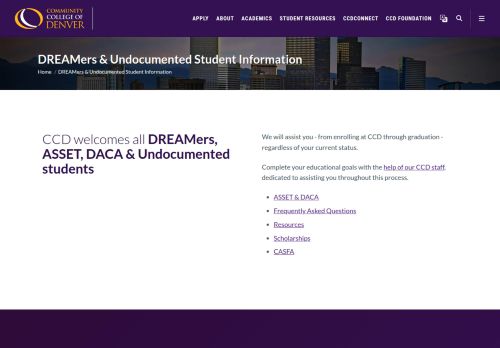 COMMUNITY
COLLEGE OF
DENVER
APPLY ABOUT ACADEMICS STUDENT RESOURCES CCDCONNECT CCD FOUNDATION
DREAMers & Undocumented Student Information
Home / DREAMers & Undocumented Student Information
CCD welcomes all DREAMers,
ASSET, DACA & Undocumented
students
We will assist you - from enrolling at CCD through graduation -
regardless of your current status.
Complete your educational goals with the help of our CCD staff,
dedicated to assisting you throughout this process.
ASSET & DACA
Frequently Asked Questions
Resources
Scholarships
CASFA